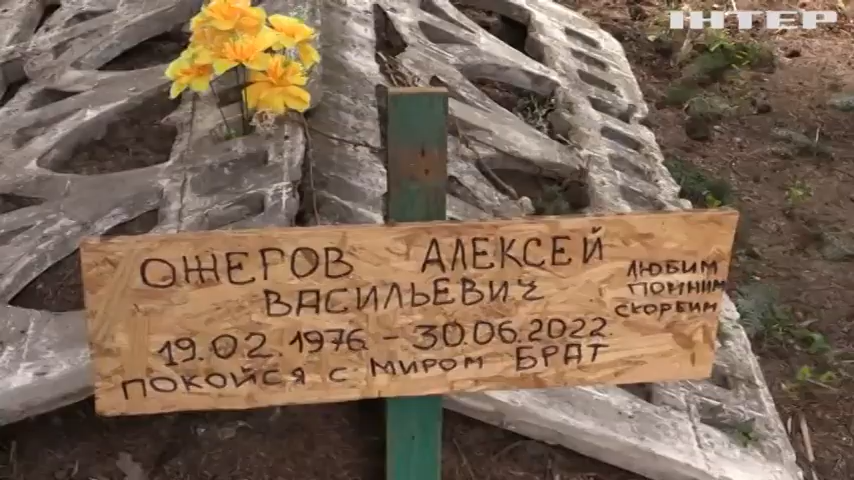 ІНТЕР
ОЖЕРОВ АЛЕКСЕЙ
ВАСИЛЬЕВИЧ
19.02.1976. - 30.06.2022
ПОКОЙСЯ С МИРОМ БРАТ
ЛЮБИМ
ПОМНИМ
СКОРБИМ